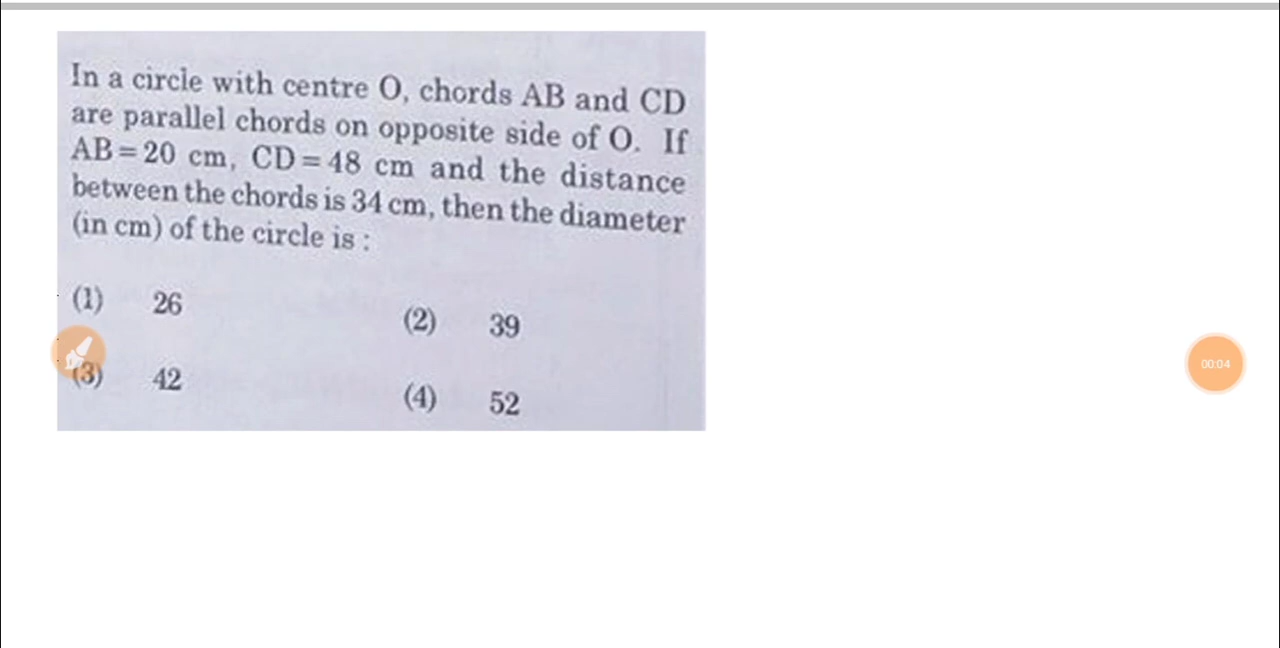 In a circle with centre O, chords AB and CD
are parallel chords on opposite side of O. If
AB = 20 cm, CD = 48 cm and the distance
between the chords is 34 cm, then the diameter
(in cm) of the circle is :
(1) 26
(2) 39
(3) 42
(4) 52
00:04